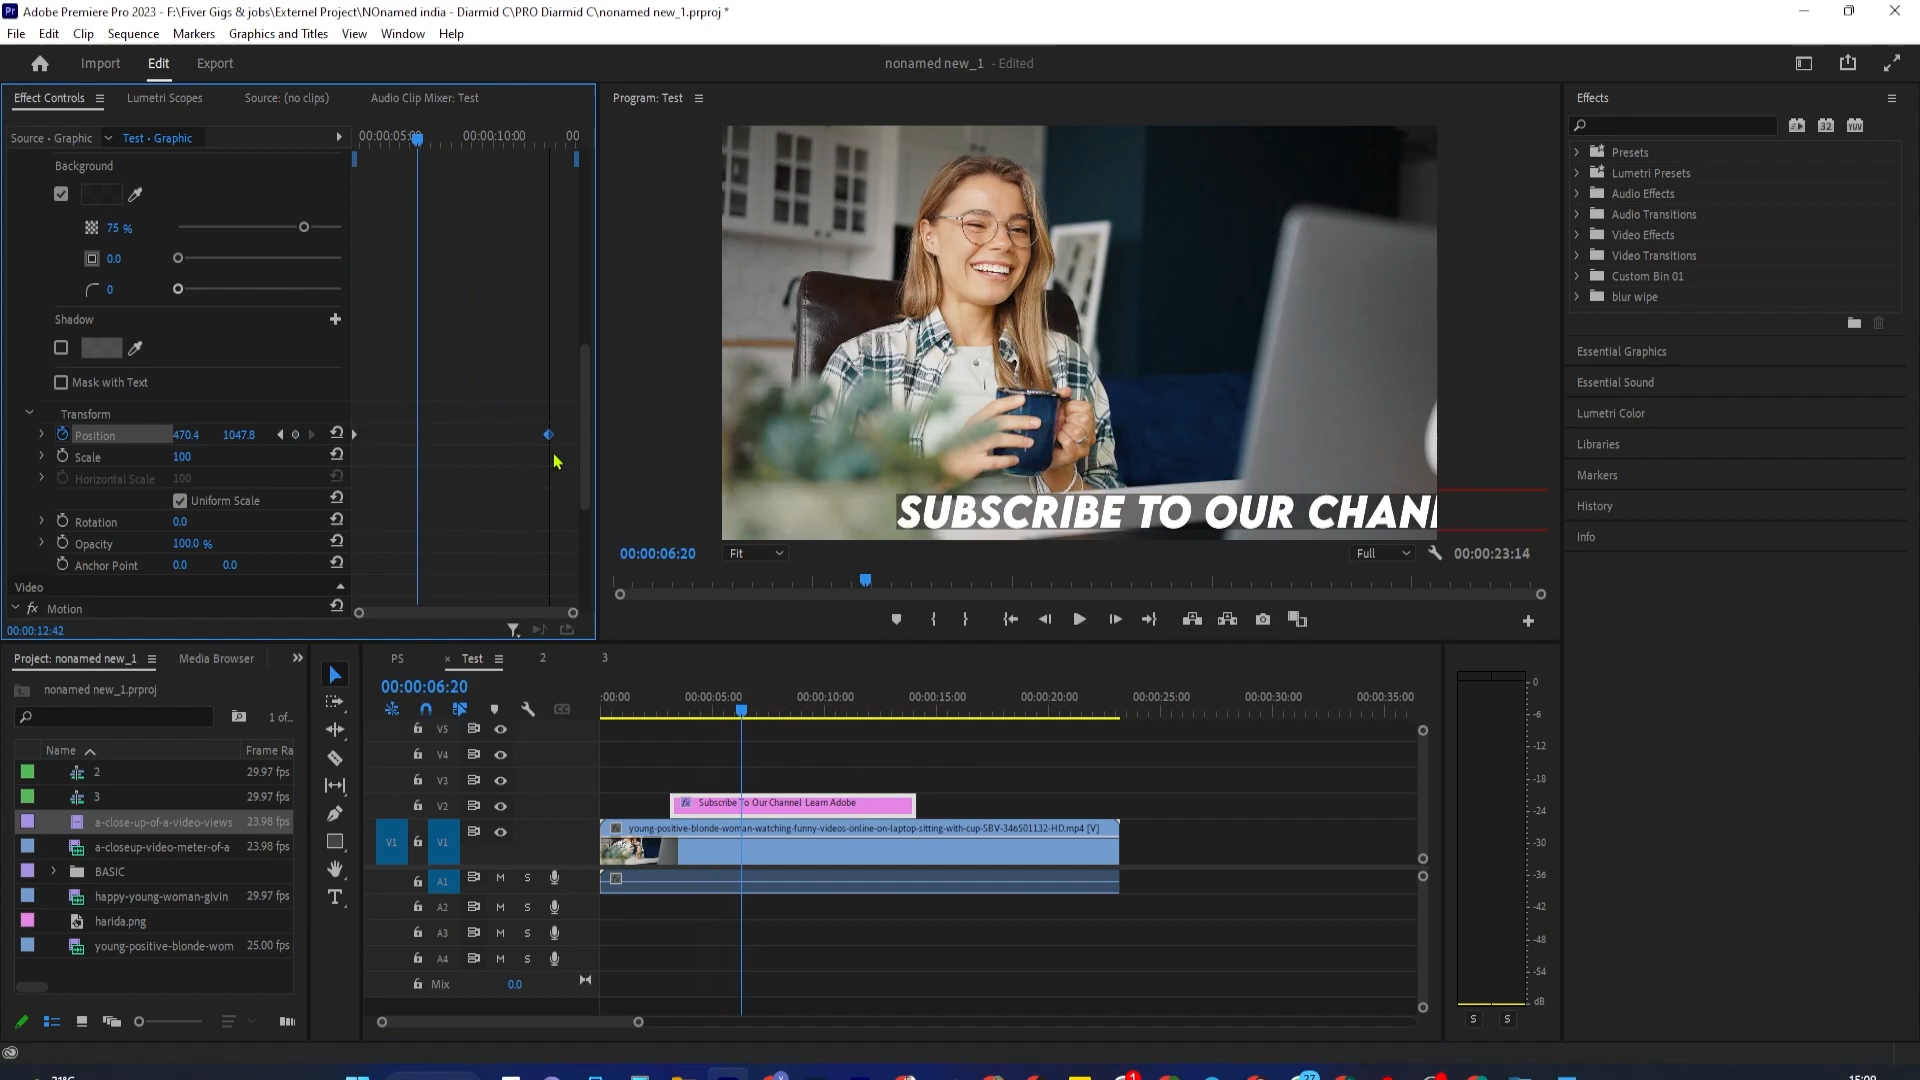 Adobe Premiere Pro 2023 - F:\Fiver Gigs & jobs\Externel Project\NOnamed india - Diarmid C\PRO Diarmid C\nonamed new_1.prproj *
File Edit Clip Sequence Markers Graphics and Titles View Window Help
Import Edit Export
nonamed new_1 - Edited
Effect Controls Lumetri Scopes Source: (no clips) Audio Clip Mixer: Test
Source • Graphic Test • Graphic
00:00:05:00 00:00:10:00 00
Background
75 %
0.0
0
Shadow
Mask with Text
Transform
Position 470.4 1047.8
Scale 100
Horizontal Scale 100
Uniform Scale
Rotation 0.0
Opacity 100.0 %
Anchor Point 0.0 0.0
Video
fx Motion
00:00:12:42
Program: Test
SUBSCRIBE TO OUR CHAN
00:00:06:20 Fit Full 00:00:23:14
Effects
32 YUV
Presets
Lumetri Presets
Audio Effects
Audio Transitions
Video Effects
Video Transitions
Custom Bin 01
blur wipe
Essential Graphics
Essential Sound
Lumetri Color
Libraries
Markers
History
Info
Project: nonamed new_1 Media Browser
nonamed new_1.prproj
1 of...
Name Frame Ra
2 29.97 fps
3 29.97 fps
a-close-up-of-a-video-views 23.98 fps
a-closeup-video-meter-of-a 23.98 fps
BASIC
happy-young-woman-givin 29.97 fps
harida.png
young-positive-blonde-wom 25.00 fps
PS × Test 2 3
00:00:06:20
:00:00 00:00:05:00 00:00:10:00 00:00:15:00 00:00:20:00 00:00:25:00 00:00:30:00 00:00:35:00
V5
V4
V3
V2
fx Subscribe To Our Channel Learn Adobe
V1 V1
young-positive-blonde-woman-watching-funny-videos-online-on-laptop-sitting-with-cup-SBV-346501132-HD.mp4 [V]
A1 M S
A2 M S
A3 M S
A4 M S
Mix 0.0
0
-6
-12
-18
-24
-30
-36
-42
-48
-54
dB
S S